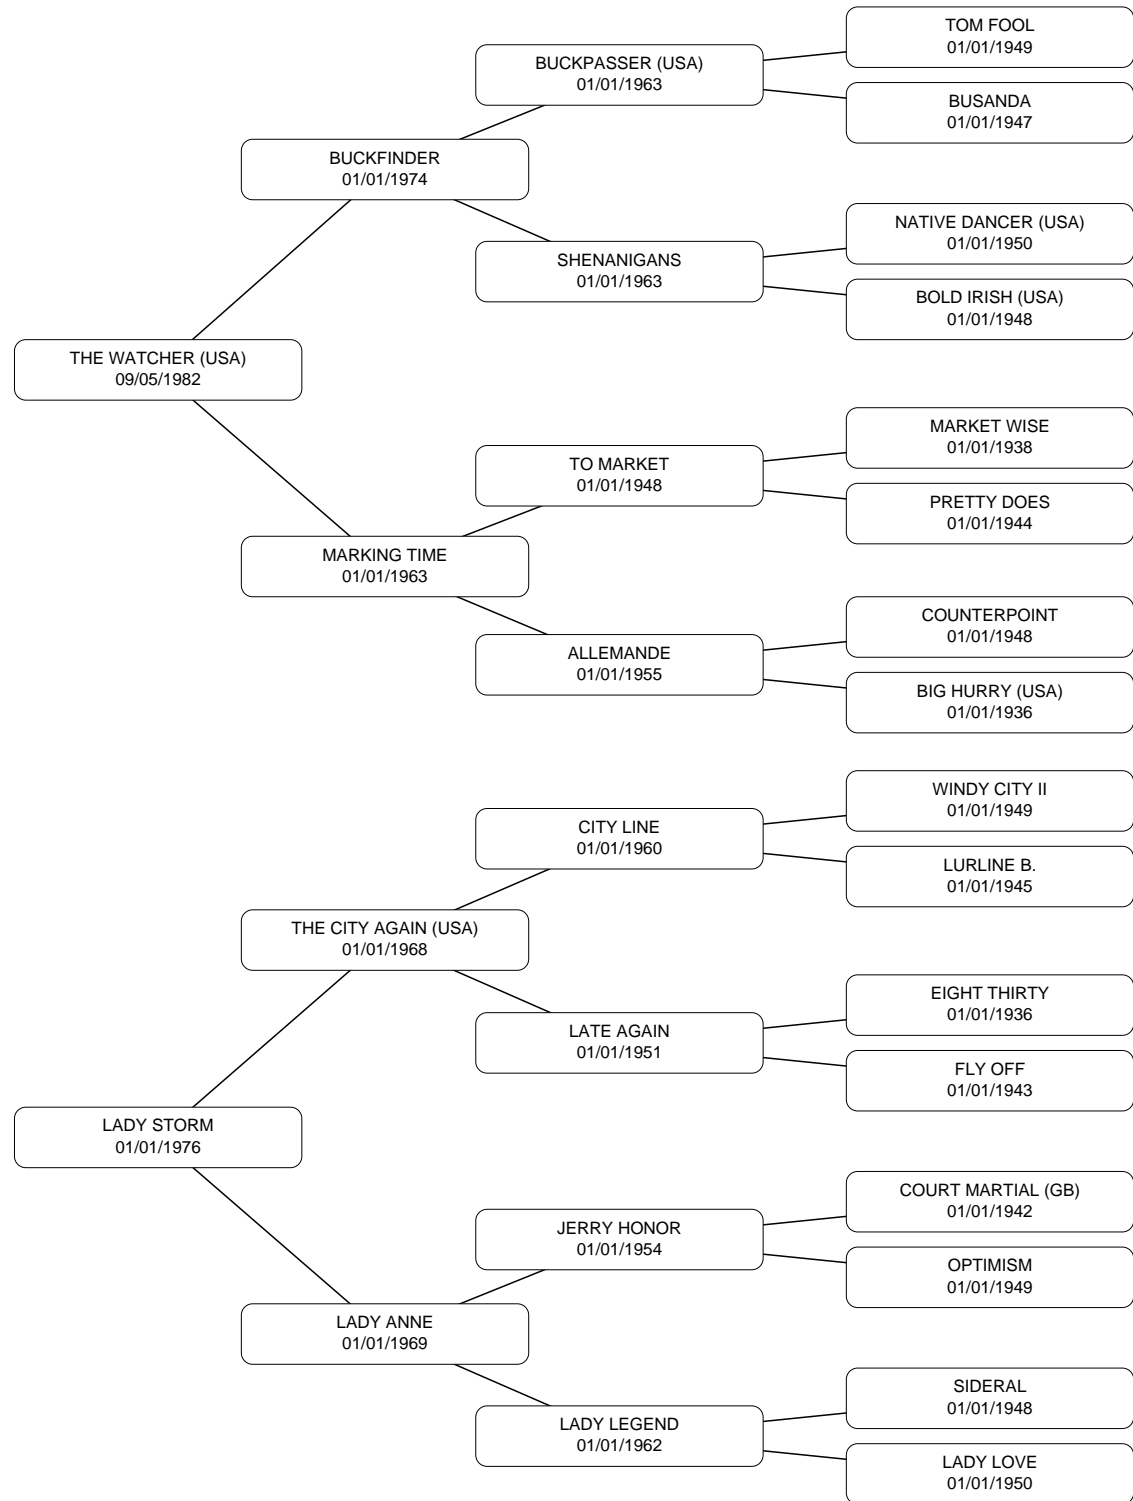 TOM FOOL
01/01/1949
BUCKPASSER (USA)
01/01/1963
BUSANDA
01/01/1947
BUCKFINDER
01/01/1974
NATIVE DANCER (USA)
01/01/1950
SHENANIGANS
01/01/1963
BOLD IRISH (USA)
01/01/1948
THE WATCHER (USA)
09/05/1982
MARKET WISE
01/01/1938
TO MARKET
01/01/1948
PRETTY DOES
01/01/1944
MARKING TIME
01/01/1963
COUNTERPOINT
01/01/1948
ALLEMANDE
01/01/1955
BIG HURRY (USA)
01/01/1936
WINDY CITY II
01/01/1949
CITY LINE
01/01/1960
LURLINE B.
01/01/1945
THE CITY AGAIN (USA)
01/01/1968
EIGHT THIRTY
01/01/1936
LATE AGAIN
01/01/1951
FLY OFF
01/01/1943
LADY STORM
01/01/1976
COURT MARTIAL (GB)
01/01/1942
JERRY HONOR
01/01/1954
OPTIMISM
01/01/1949
LADY ANNE
01/01/1969
SIDERAL
01/01/1948
LADY LEGEND
01/01/1962
LADY LOVE
01/01/1950